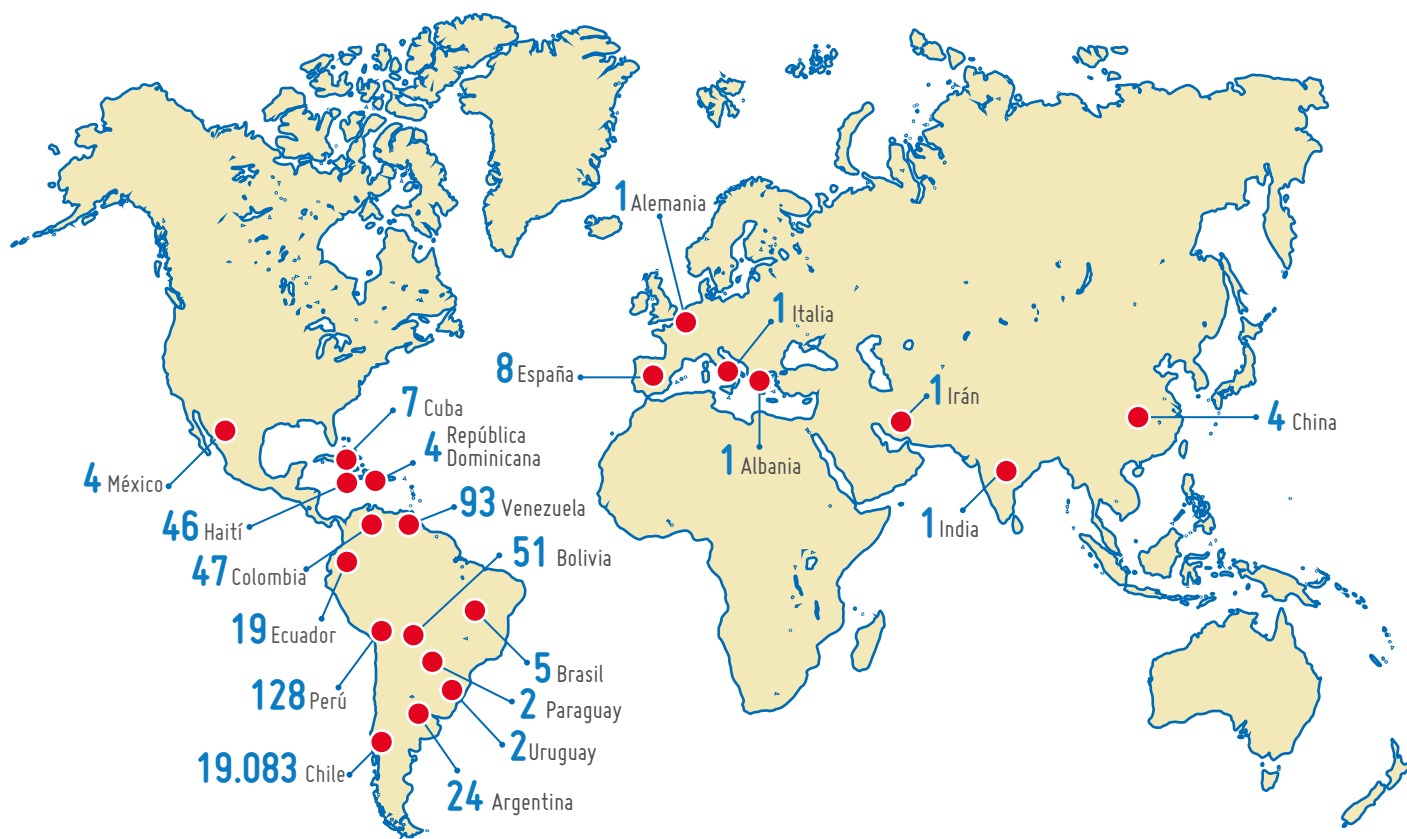 1 Alemania
1 Italia
8 España
1 Irán
7 Cuba
4 China
República
4 Dominicana
1 Albania
4 México
93 Venezuela
46 Haití
1 India
51 Bolivia
47 Colombia
19 Ecuador
5 Brasil
128 Perú
2 Paraguay
2 Uruguay
19.083 Chile
24 Argentina